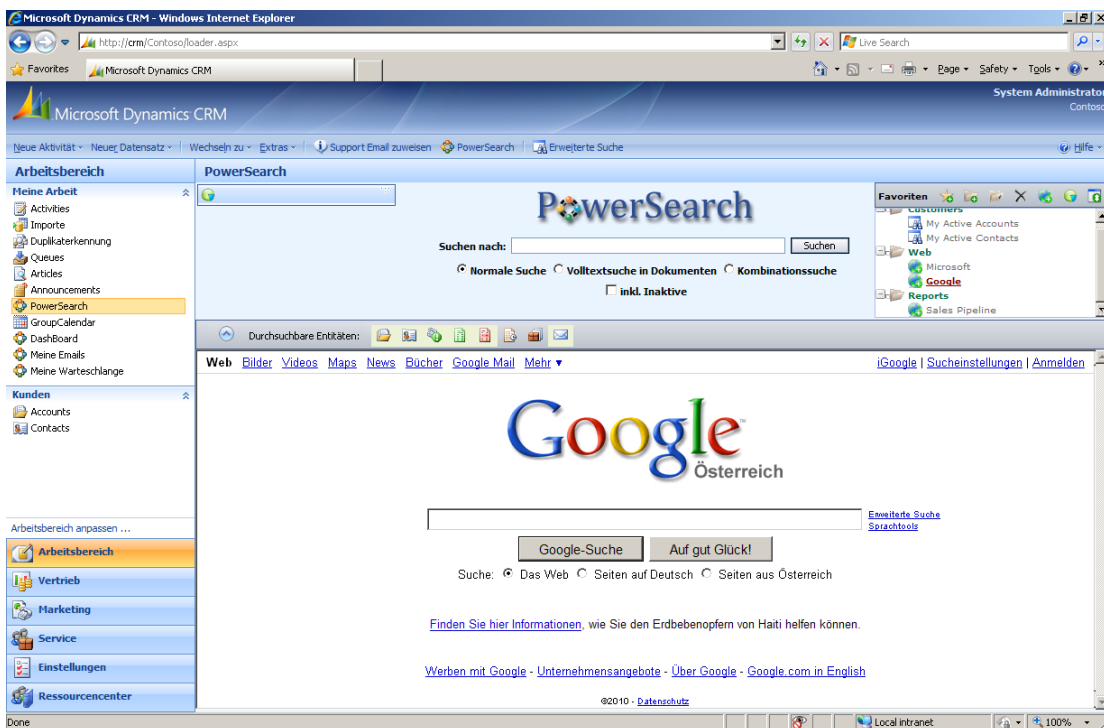 Microsoft Dynamics CRM - Windows Internet Explorer
http://crm/Contoso/loader.aspx
Live Search
Favorites Microsoft Dynamics CRM Page Safety Tools
Microsoft Dynamics CRM
System Administrator
Contoso
Neue Aktivität Neuer Datensatz Wechseln zu Extras Support Email zuweisen PowerSearch Erweiterte Suche Hilfe
Arbeitsbereich
Meine Arbeit
Activities
Importe
Duplikaterkennung
Queues
Articles
Announcements
PowerSearch
GroupCalendar
DashBoard
Meine Emails
Meine Warteschlange
Kunden
Accounts
Contacts
Arbeitsbereich anpassen ...
Arbeitsbereich
Vertrieb
Marketing
Service
Einstellungen
Ressourcencenter
PowerSearch
PowerSearch
Suchen nach: Suchen
Normale Suche Volltextsuche in Dokumenten Kombinationssuche
inkl. Inaktive
Favoriten
Customers
My Active Accounts
My Active Contacts
Web
Microsoft
Google
Reports
Sales Pipeline
Durchsuchbare Entitäten:
Web Bilder Videos Maps News Bücher Google Mail Mehr ▼ iGoogle | Sucheinstellungen | Anmelden
Google™
Österreich
Erweiterte Suche
Sprachtools
Google-Suche Auf gut Glück!
Suche: Das Web Seiten auf Deutsch Seiten aus Österreich
Finden Sie hier Informationen, wie Sie den Erdbebenopfern von Haiti helfen können.
Werben mit Google - Unternehmensangebote - Über Google - Google.com in English
©2010 - Datenschutz
Done Local intranet 100%